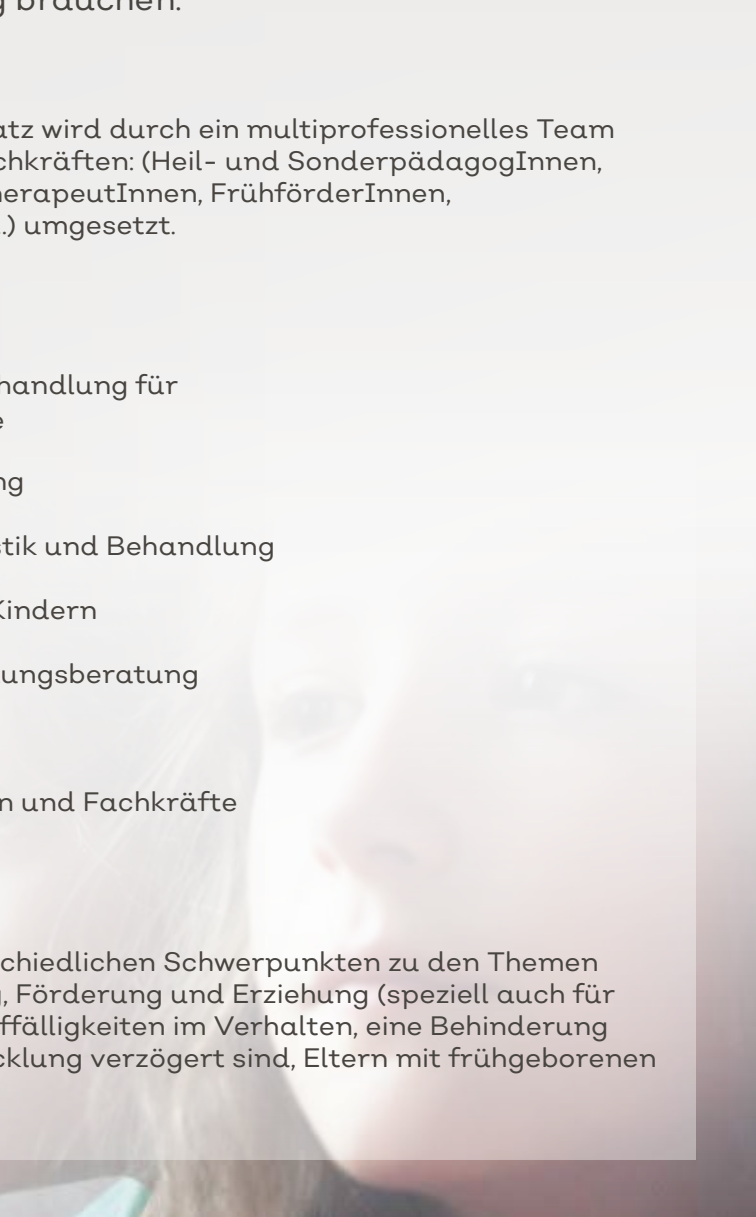 g brauchen.
atz wird durch ein multiprofessionelles Team
chkräften: (Heil- und SonderpädagogInnen,
herapeutInnen, FrühförderInnen,
.) umgesetzt.
handlung für
e
ng
stik und Behandlung
Kindern
ungsberatung
n und Fachkräfte
chiedlichen Schwerpunkten zu den Themen
g, Förderung und Erziehung (speziell auch für
ffälligkeiten im Verhalten, eine Behinderung
cklung verzögert sind, Eltern mit frühgeborenen